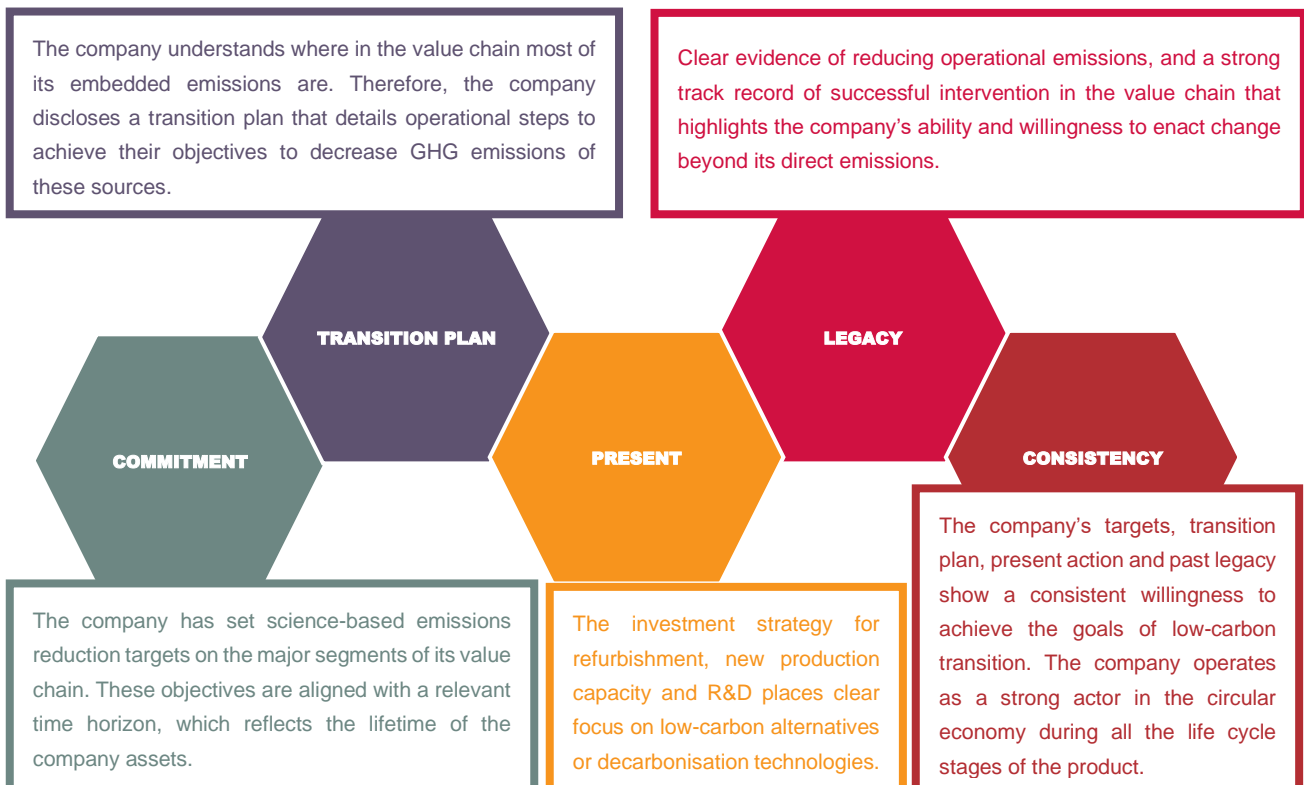 The company understands where in the value chain most of
its embedded emissions are. Therefore, the company
discloses a transition plan that details operational steps to
achieve their objectives to decrease GHG emissions of
these sources.
Clear evidence of reducing operational emissions, and a strong
track record of successful intervention in the value chain that
highlights the company's ability and willingness to enact change
beyond its direct emissions.
TRANSITION PLAN
LEGACY
COMMITMENT
PRESENT
CONSISTENCY
The company has set science-based emissions
reduction targets on the major segments of its value
chain. These objectives are aligned with a relevant
time horizon, which reflects the lifetime of the
company assets.
The investment strategy for
refurbishment, new production
capacity and R&D places clear
focus on low-carbon alternatives
or decarbonisation technologies.
The company's targets, transition
plan, present action and past legacy
show a consistent willingness to
achieve the goals of low-carbon
transition. The company operates
as a strong actor in the circular
economy during all the life cycle
stages of the product.